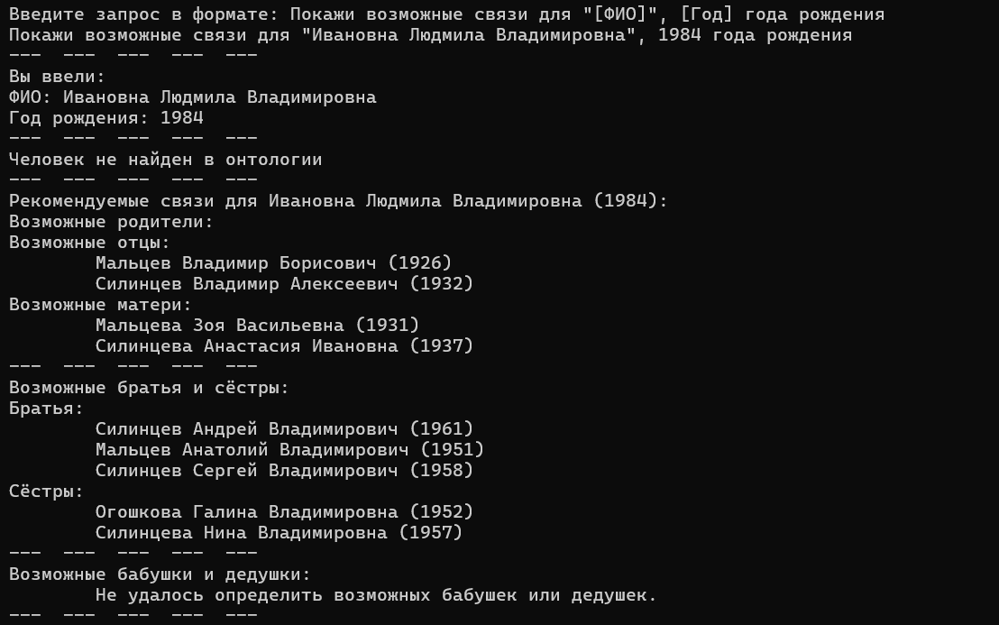 Введите запрос в формате: Покажи возможные связи для "[ФИО]", [Год] года рождения
Покажи возможные связи для "Ивановна Людмила Владимировна", 1984 года рождения
--- --- --- --- ---
Вы ввели:
ФИО: Ивановна Людмила Владимировна
Год рождения: 1984
--- --- --- --- ---
Человек не найден в онтологии
--- --- --- --- ---
Рекомендуемые связи для Ивановна Людмила Владимировна (1984):
Возможные родители:
Возможные отцы:
Мальцев Владимир Борисович (1926)
Силинцев Владимир Алексеевич (1932)
Возможные матери:
Мальцева Зоя Васильевна (1931)
Силинцева Анастасия Ивановна (1937)
--- --- --- --- ---
Возможные братья и сёстры:
Братья:
Силинцев Андрей Владимирович (1961)
Мальцев Анатолий Владимирович (1951)
Силинцев Сергей Владимирович (1958)
Сёстры:
Огошкова Галина Владимировна (1952)
Силинцева Нина Владимировна (1957)
--- --- --- --- ---
Возможные бабушки и дедушки:
Не удалось определить возможных бабушек или дедушек.
--- --- --- --- ---